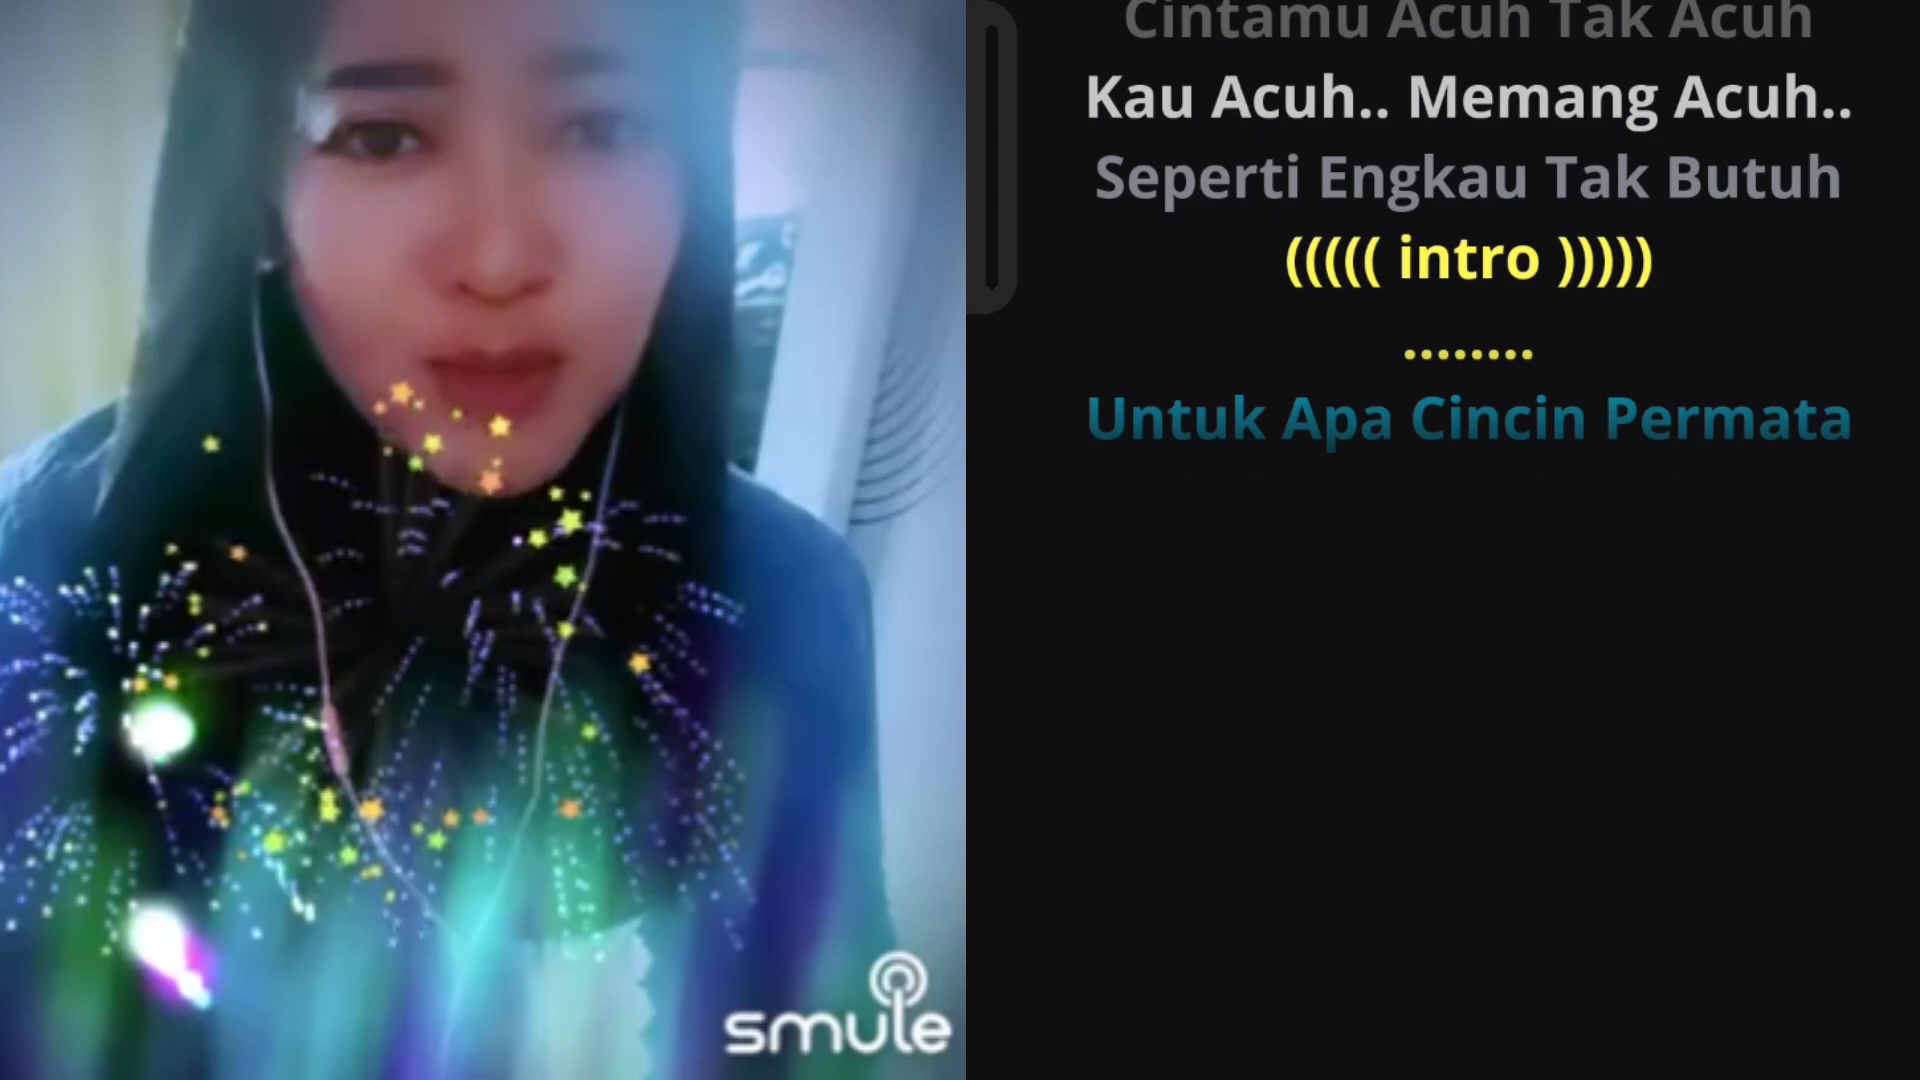 Cintamu Acuh Tak Acuh
Kau Acuh.. Memang Acuh..
Seperti Engkau Tak Butuh
((((( intro )))))
........
Untuk Apa Cincin Permata
smule